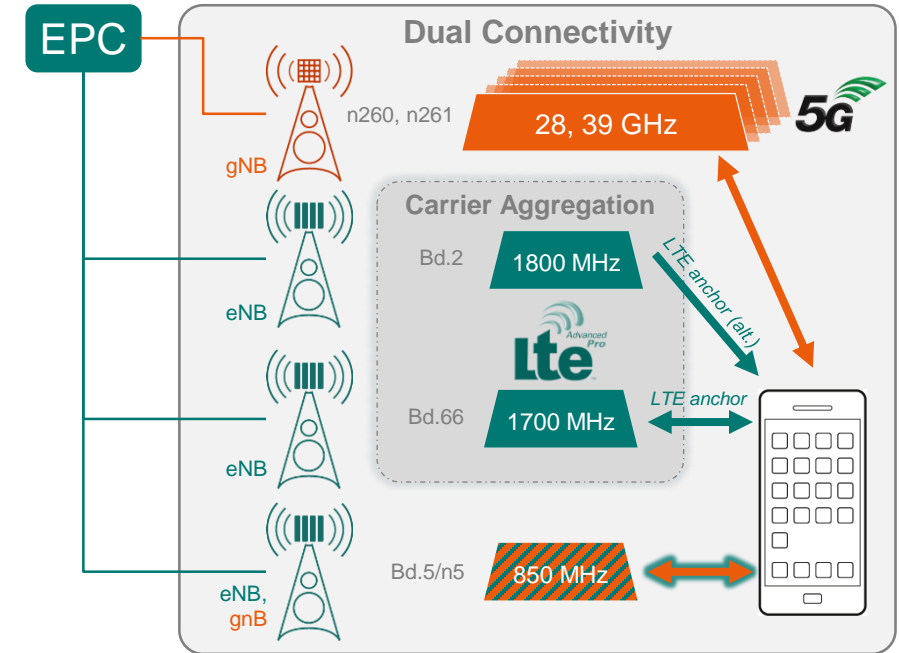 EPC
Dual Connectivity
n260, n261
28, 39 GHz
5G
gNB
Carrier Aggregation
Bd.2
1800 MHz
LTE anchor (alt.)
eNB
Advanced
Pro
lte
LTE anchor
Bd.66
1700 MHz
eNB
Bd.5/n5
850 MHz
eNB,
gnB